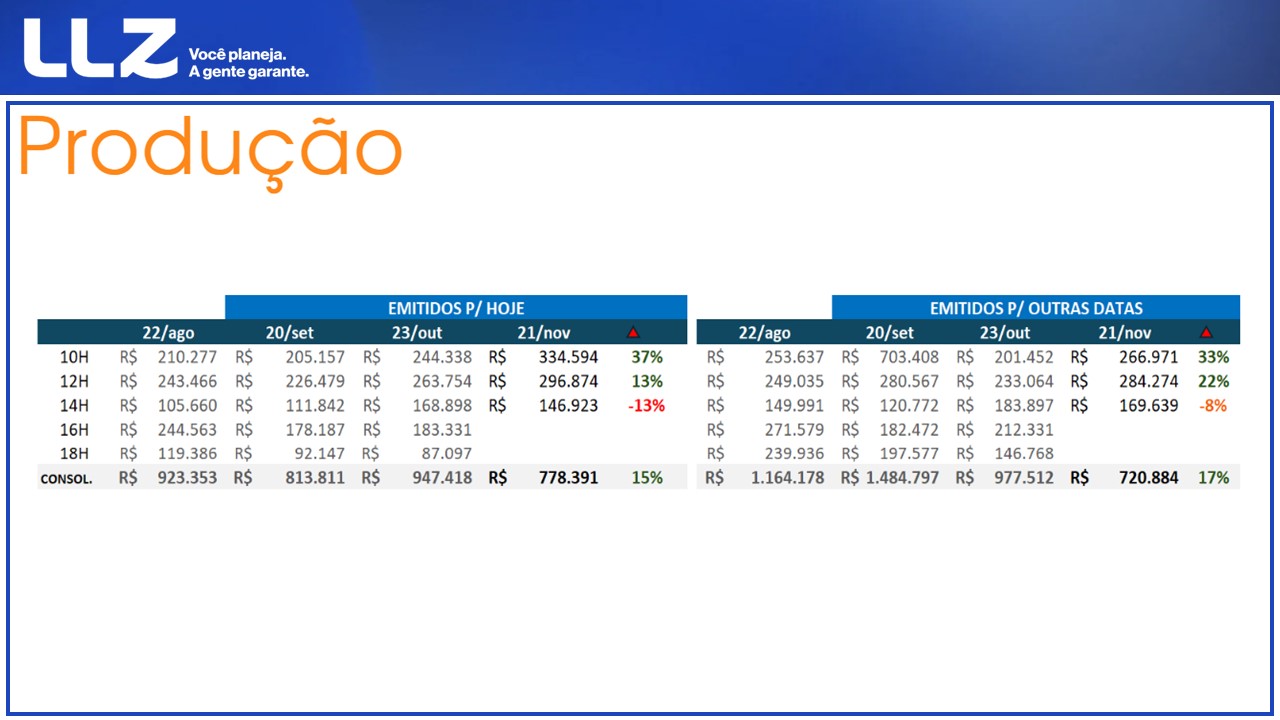 LLZ
Você planeja.
A gente garante.
Produção
EMITIDOS P/ HOJE EMITIDOS P/ OUTRAS DATAS
22/ago 20/set 23/out 21/nov 22/ago 20/set 23/out 21/nov
10H R$ 210.277 R$ 205.157 R$ 244.338 R$ 334.594 37% R$ 253.637 R$ 703.408 R$ 201.452 R$ 266.971 33%
12H R$ 243.466 R$ 226.479 R$ 263.754 R$ 296.874 13% R$ 249.035 R$ 280.567 R$ 233.064 R$ 284.274 22%
14H R$ 105.660 R$ 111.842 R$ 168.898 R$ 146.923 -13% R$ 149.991 R$ 120.772 R$ 183.897 R$ 169.639 -8%
16H R$ 244.563 R$ 178.187 R$ 183.331 R$ 271.579 R$ 182.472 R$ 212.331
18H R$ 119.386 R$ 92.147 R$ 87.097 R$ 239.936 R$ 197.577 R$ 146.768
CONSOL. R$ 923.353 R$ 813.811 R$ 947.418 R$ 778.391 15% R$ 1.164.178 R$ 1.484.797 R$ 977.512 R$ 720.884 17%